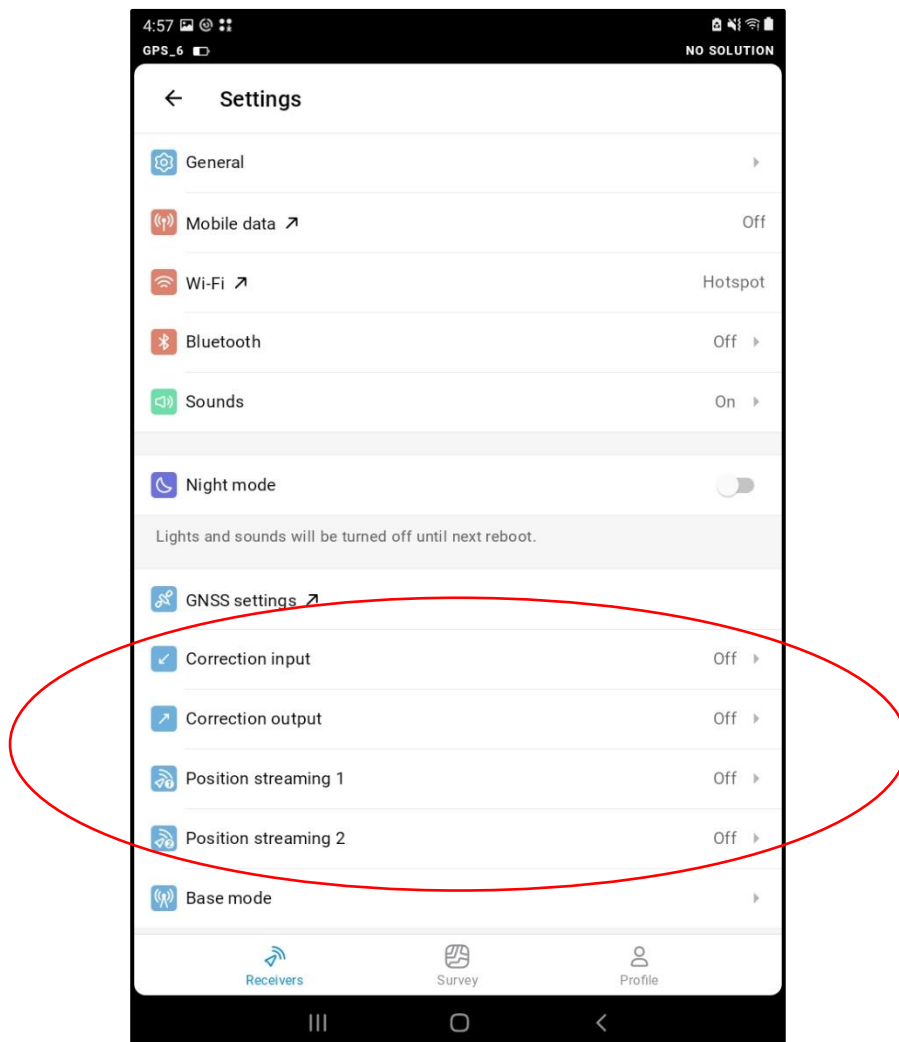 4:57
GPS_6 NO SOLUTION
Settings
General
Mobile data Off
Wi-Fi Hotspot
Bluetooth Off
Sounds On
Night mode
Lights and sounds will be turned off until next reboot.
GNSS settings
Correction input Off
Correction output Off
Position streaming 1 Off
Position streaming 2 Off
Base mode
Receivers Survey Profile